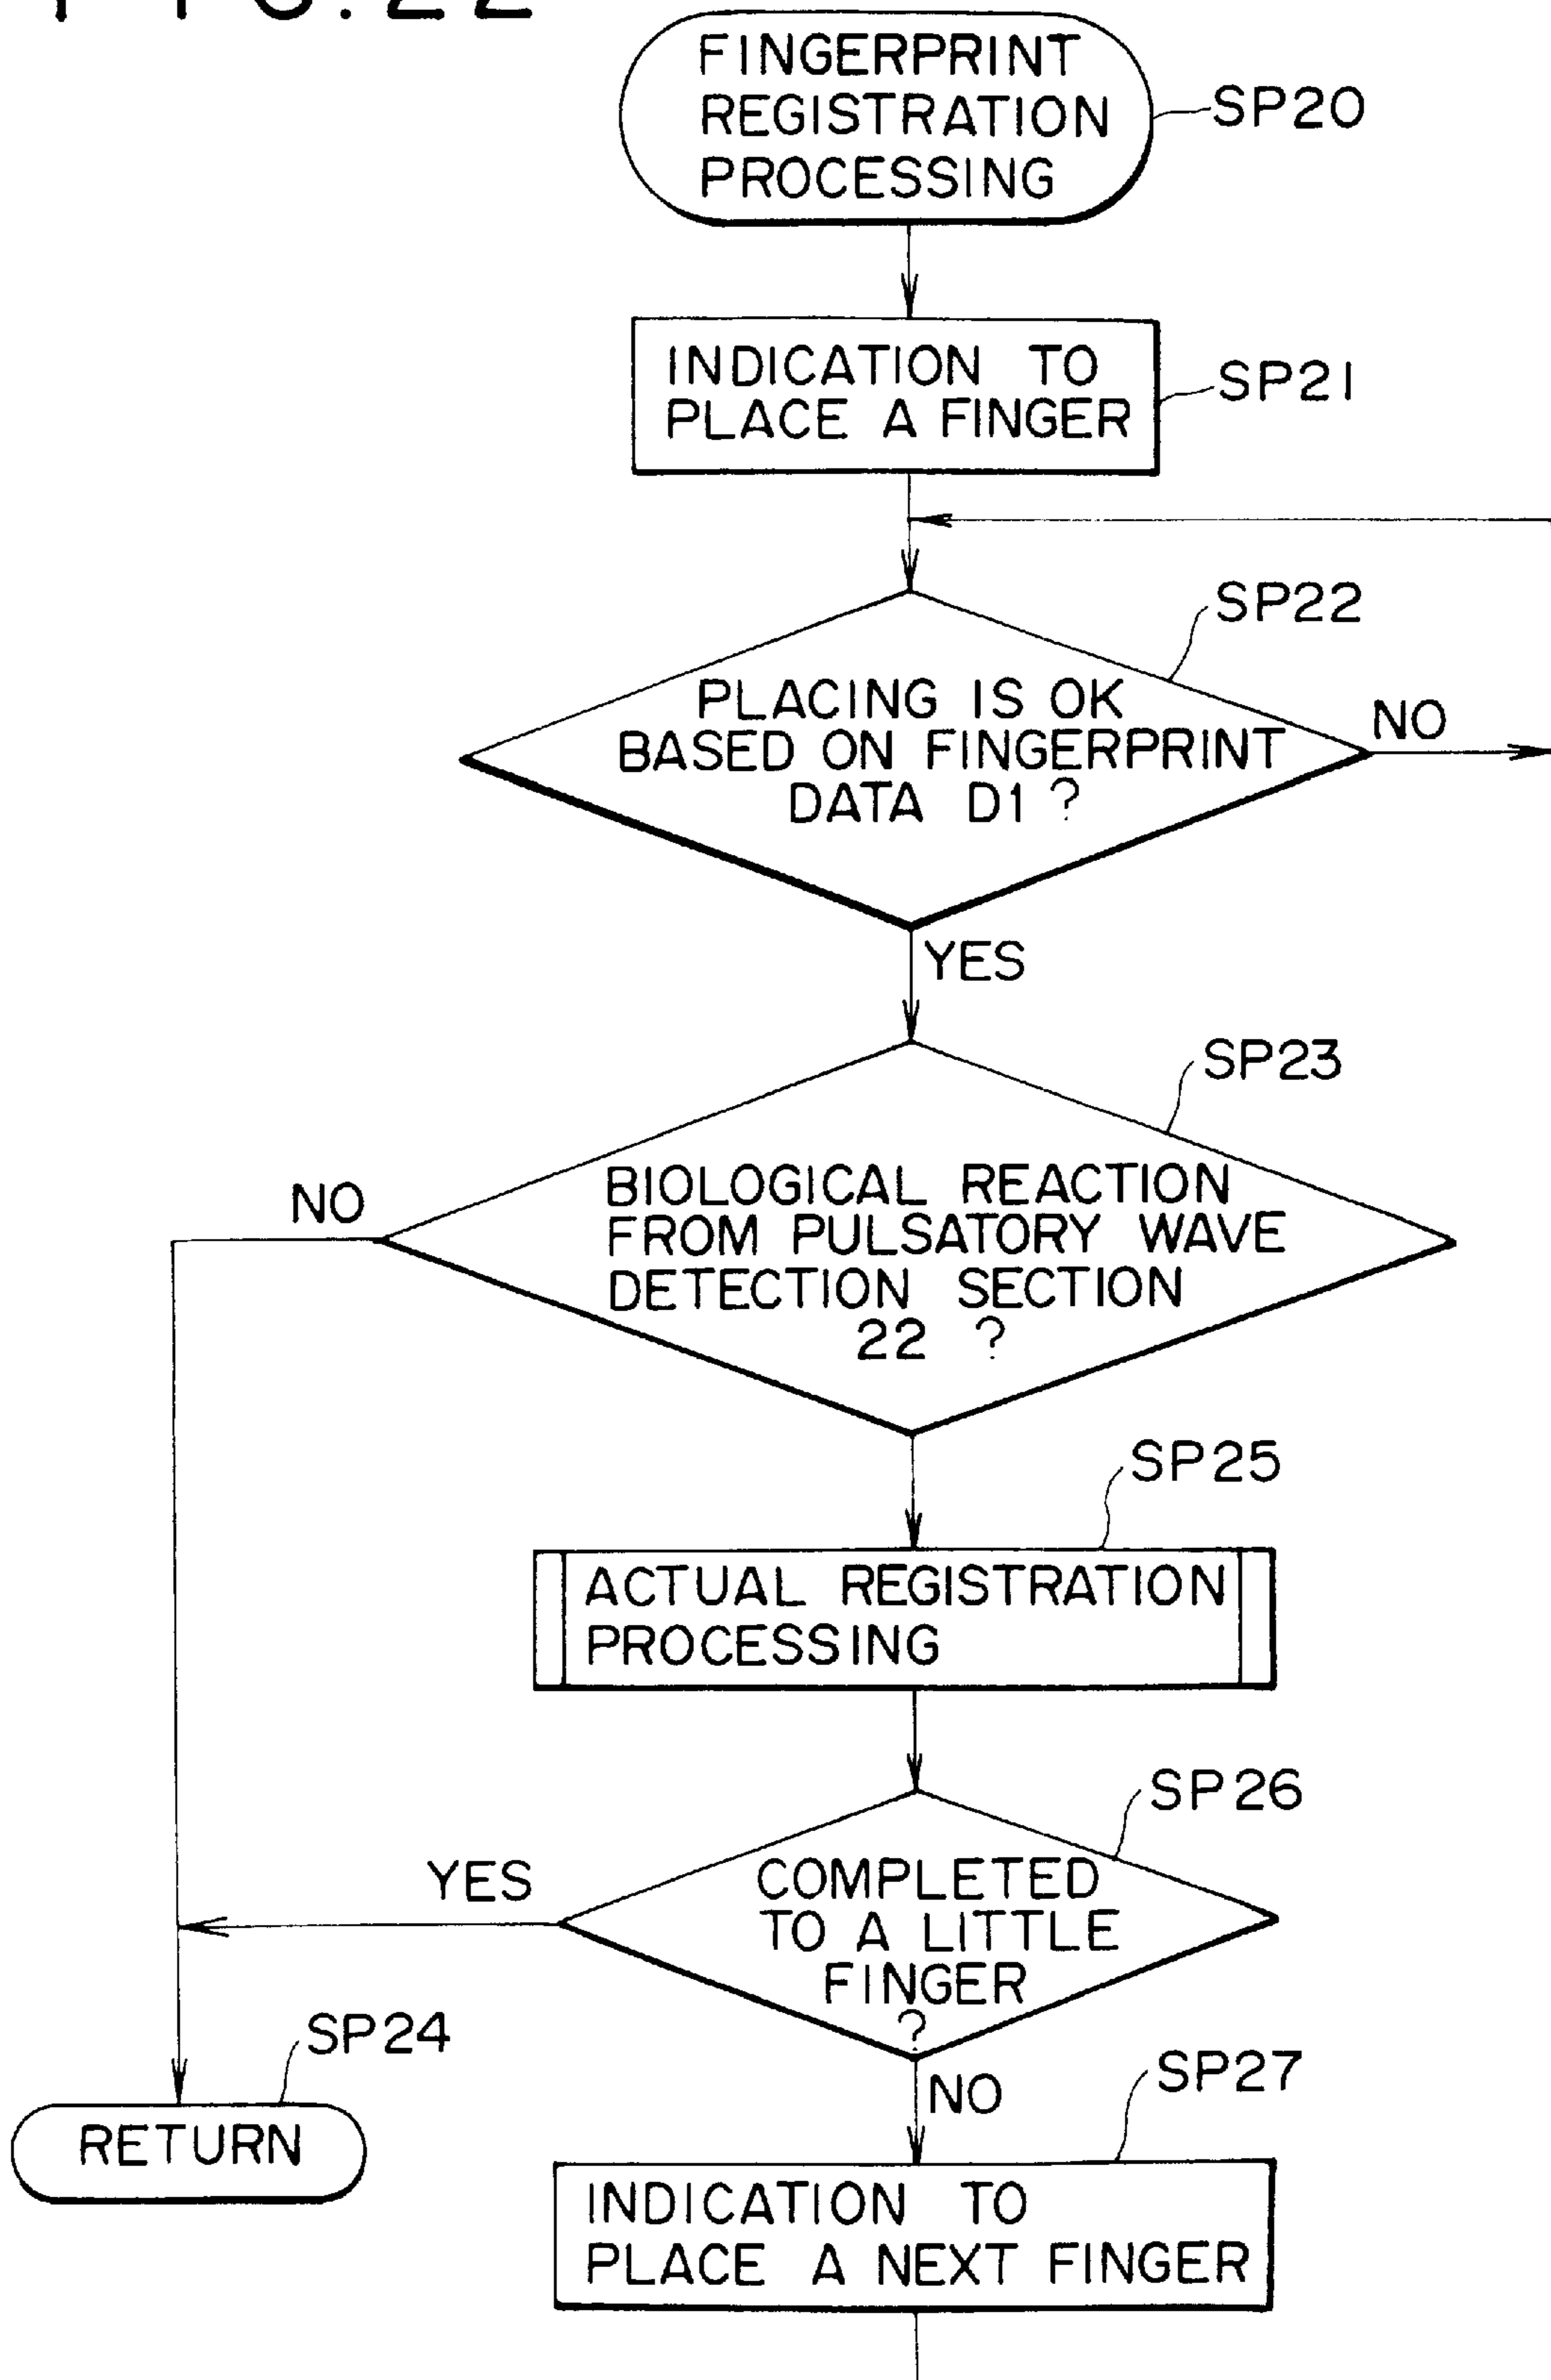 FIG.22
FINGERPRINT
REGISTRATION
PROCESSING
SP20
INDICATION TO
PLACE A FINGER
SP21
SP22
PLACING IS OK
BASED ON FINGERPRINT
DATA D1 ?
NO
YES
SP23
BIOLOGICAL REACTION
FROM PULSATORY WAVE
DETECTION SECTION
22 ?
NO
SP25
ACTUAL REGISTRATION
PROCESSING
SP26
COMPLETED
TO A LITTLE
FINGER
?
YES
SP24
RETURN
NO
SP27
INDICATION TO
PLACE A NEXT FINGER